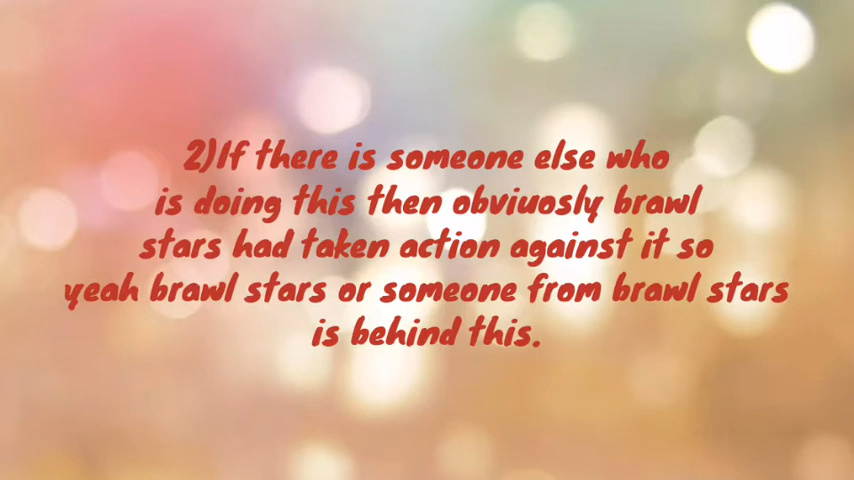 2)If there is someone else who
is doing this then obviuosly brawl
stars had taken action against it so
yeah brawl stars or someone from brawl stars
is behind this.